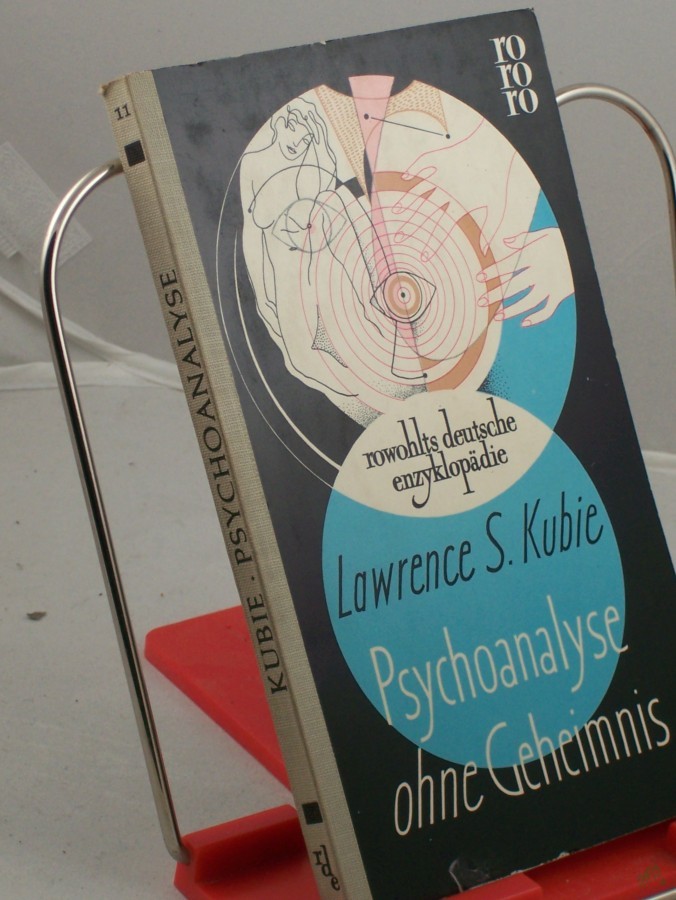 ro
ro
ro
rowohlts deutsche
enzyklopädie
Lawrence S. Kubie
Psychoanalyse
ohne Geheimnis
11
KUBIE · PSYCHOANALYSE
rde